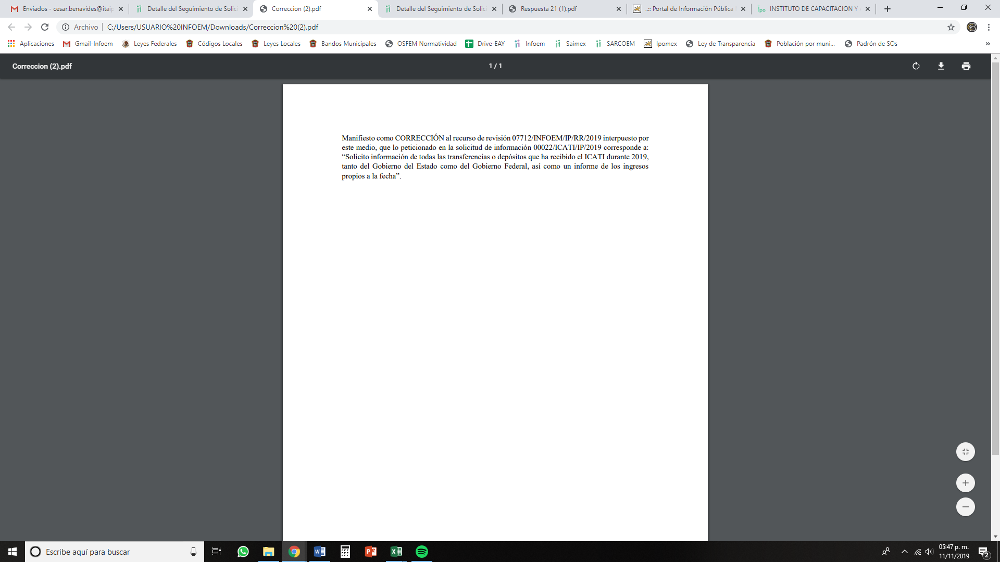 Enviados - cesar.benavides@itaip
Detalle del Seguimiento de Solici
Correccion (2).pdf
Detalle del Seguimiento de Solici
Respuesta 21 (1).pdf
..:: Portal de Información Pública
INSTITUTO DE CAPACITACION Y
Archivo C:/Users/USUARIO%20INFOEM/Downloads/Correccion%20(2).pdf
Aplicaciones Gmail-Infoem Leyes Federales Códigos Locales Leyes Locales Bandos Municipales OSFEM Normatividad Drive-EAY Infoem Saimex SARCOEM Ipomex Ley de Transparencia Población por muni... Padrón de SOs »
Correccion (2).pdf 1 / 1
Manifiesto como CORRECCIÓN al recurso de revisión 07712/INFOEM/IP/RR/2019 interpuesto por
este medio, que lo peticionado en la solicitud de información 00022/ICATI/IP/2019 corresponde a:
“Solicito información de todas las transferencias o depósitos que ha recibido el ICATI durante 2019,
tanto del Gobierno del Estado como del Gobierno Federal, así como un informe de los ingresos
propios a la fecha”.
Escribe aquí para buscar
05:47 p. m.
11/11/2019
2